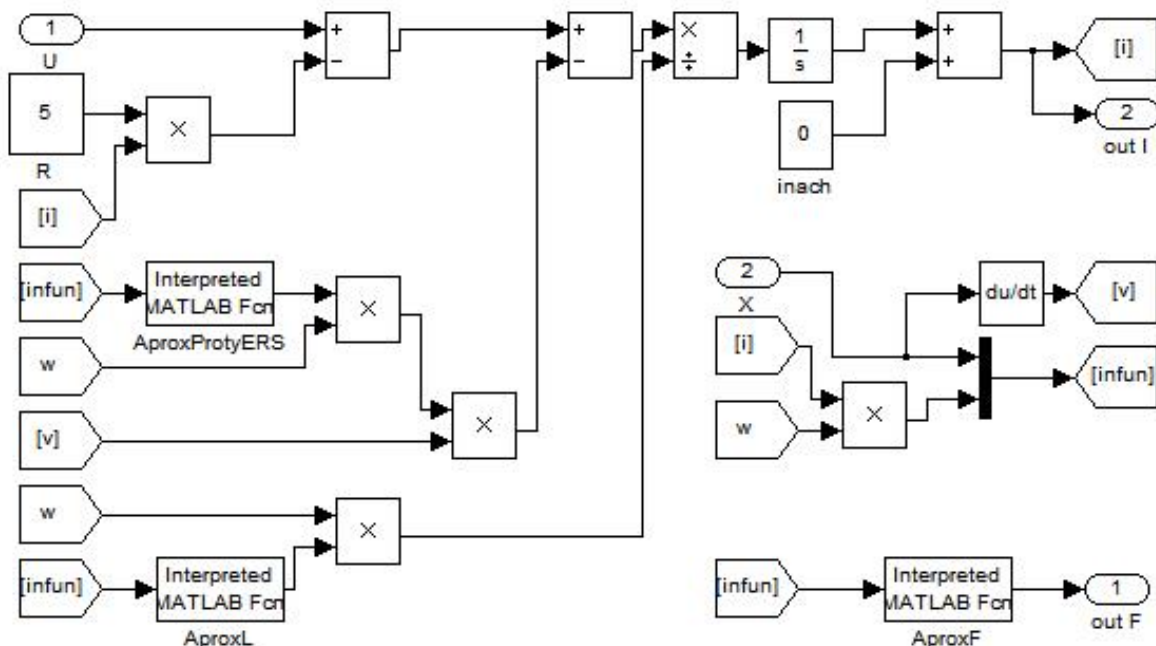 1
U
+
−
+
−
×
÷
1
s
+
+
[i]
5
R
×
0
inach
2
out I
[i]
[infun]
Interpreted
MATLAB Fcn
AproxProtyERS
×
w
[v]
×
w
×
[infun]
Interpreted
MATLAB Fcn
AproxL
2
X
du/dt
[v]
[i]
[infun]
w
×
[infun]
Interpreted
MATLAB Fcn
AproxF
1
out F